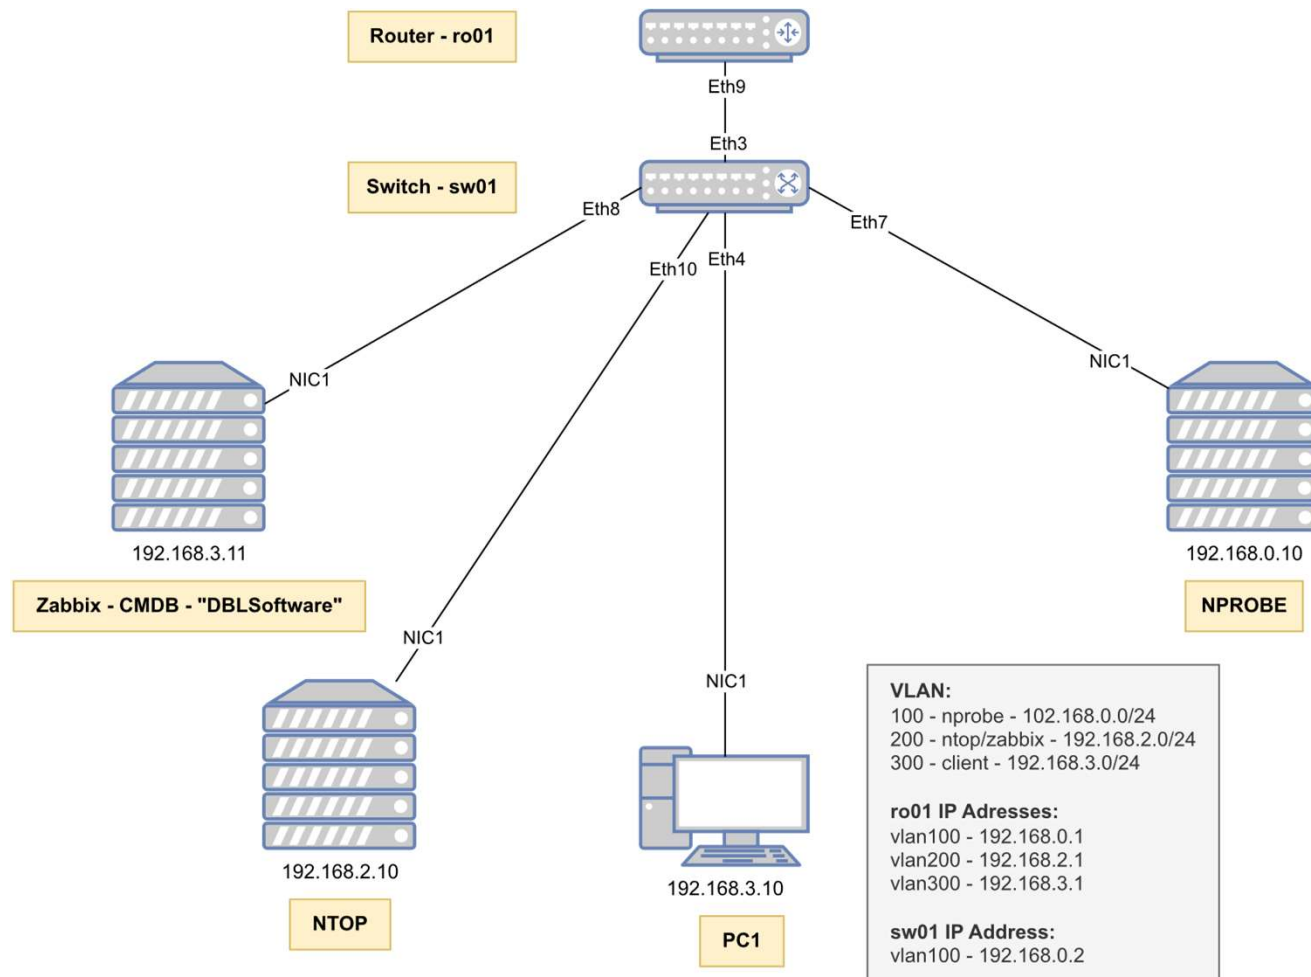 Router - ro01
Eth9
Eth3
Switch - sw01
Eth8
Eth7
Eth10
Eth4
NIC1
NIC1
192.168.3.11
192.168.0.10
Zabbix - CMDB - "DBLSoftware"
NPROBE
NIC1
NIC1
192.168.2.10
192.168.3.10
NTOP
PC1
VLAN:
100 - nprobe - 102.168.0.0/24
200 - ntop/zabbix - 192.168.2.0/24
300 - client - 192.168.3.0/24
ro01 IP Adresses:
vlan100 - 192.168.0.1
vlan200 - 192.168.2.1
vlan300 - 192.168.3.1
sw01 IP Address:
vlan100 - 192.168.0.2